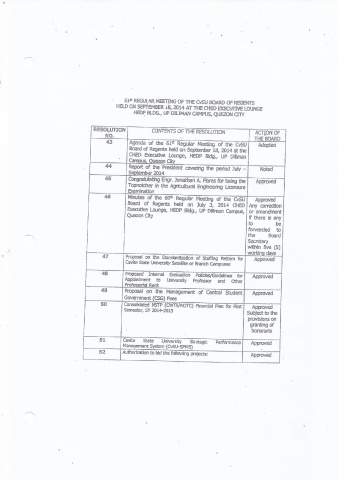 61st REGULAR MEETING OF THE CvSU BOARD OF REGENTS
HELD ON SEPTEMBER 18, 2014 AT THE CHED EXECUTIVE LOUNGE
HEDP BLDG., UP DILIMAN CAMPUS, QUEZON CITY
RESOLUTION NO. CONTENTS OF THE RESOLUTION ACTION OF THE BOARD
43 Agenda of the 61st Regular Meeting of the CvSU Adopted
Board of Regents held on September 18, 2014 at the
CHED Executive Lounge, HEDP Bldg., UP Diliman
Campus, Quezon City
44 Report of the President covering the period July – Noted
September 2014
45 Congratulating Engr. Jonathan A. Flores for being the Approved
Topnotcher in the Agricultural Engineering Licensure
Examination
46 Minutes of the 60th Regular Meeting of the CvSU Approved
Board of Regents held on July 3, 2014 CHED Any correction
Executive Lounge, HEDP Bldg., UP Diliman Campus, or amendment
Quezon City if there is any
to be
forwarded to
the Board
Secretary
within five (5)
working days
47 Proposal on the Standardization of Staffing Pattern for Approved
Cavite State University Satellite or Branch Campuses
48 Proposed Internal Evaluation Policies/Guidelines for Approved
Appointment to University Professor and Other
Professorial Rank
49 Proposal on the Management of Central Student Approved
Government (CSG) Fees
50 Consolidated NSTP (CWTS/ROTC) Financial Plan for First Approved
Semester, SY 2014-2015 Subject to the
provisions on
granting of
honoraria
51 Cavite State University Strategic Performance Approved
Management System (CvSU-SPMS)
52 Authorization to bid the following projects: Approved